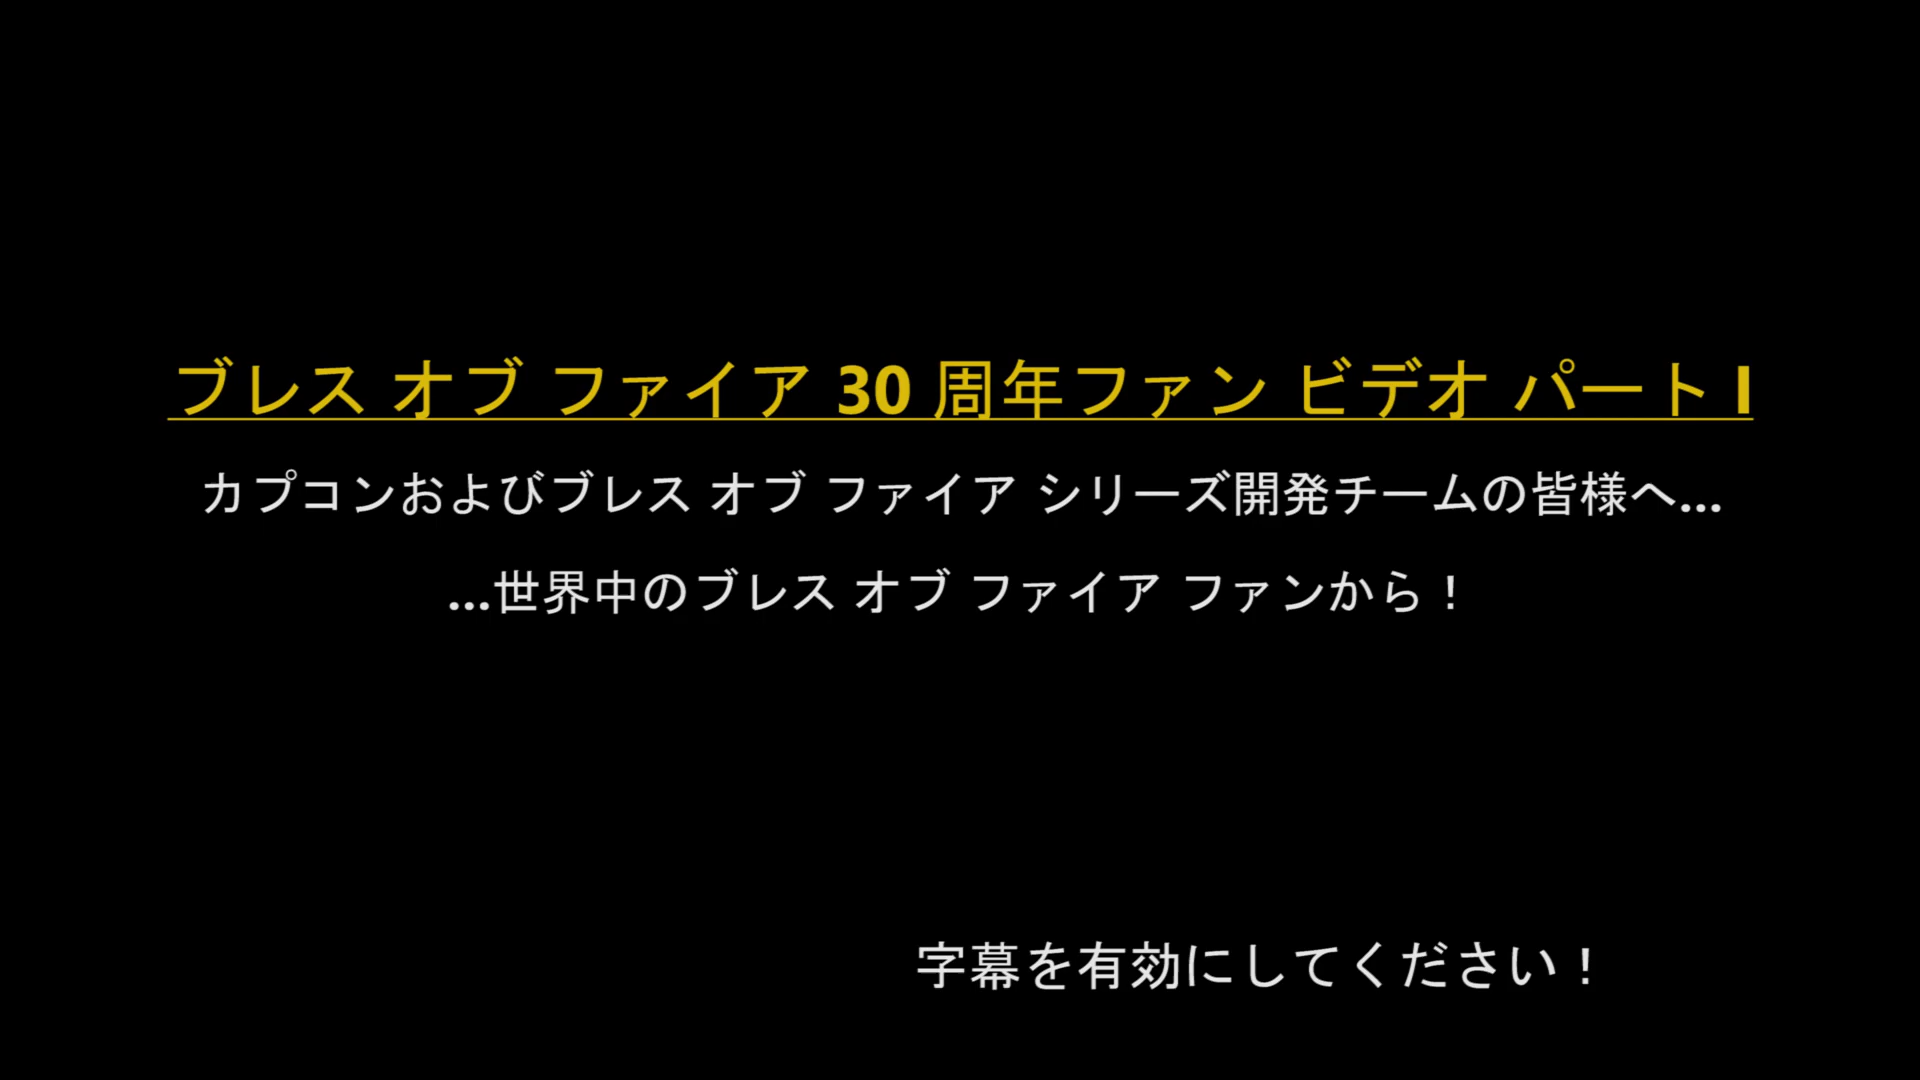 ブレス オブ ファイア 30 周年ファン ビデオ パート I
カプコンおよびブレス オブ ファイア シリーズ開発チームの皆様へ...
...世界中のブレス オブ ファイア ファンから！
字幕を有効にしてください！